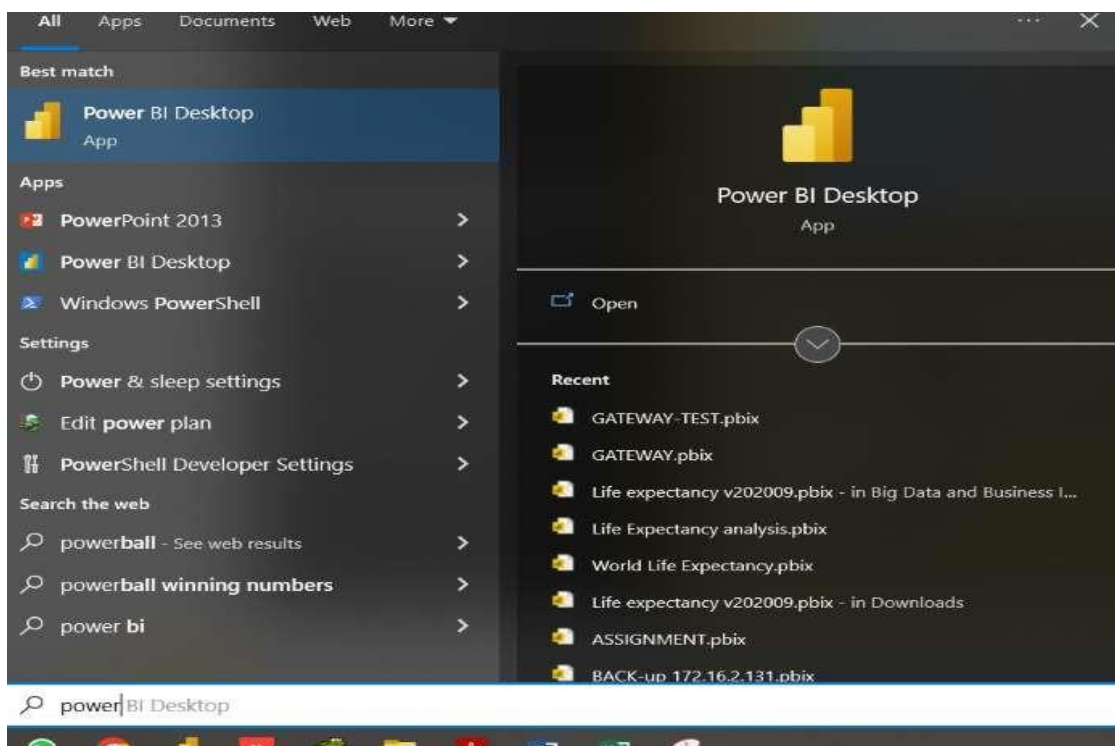 All Apps Documents Web More
Best match
Power BI Desktop
App
Apps
PowerPoint 2013
Power BI Desktop
Windows PowerShell
Settings
Power & sleep settings
Edit power plan
PowerShell Developer Settings
Search the web
powerball - See web results
powerball winning numbers
power bi
Power BI Desktop
App
Open
Recent
GATEWAY-TEST.pbix
GATEWAY.pbix
Life expectancy v202009.pbix - in Big Data and Business I...
Life Expectancy analysis.pbix
World Life Expectancy.pbix
Life expectancy v202009.pbix - in Downloads
ASSIGNMENT.pbix
BACK-up 172.16.2.131.pbix
power BI Desktop